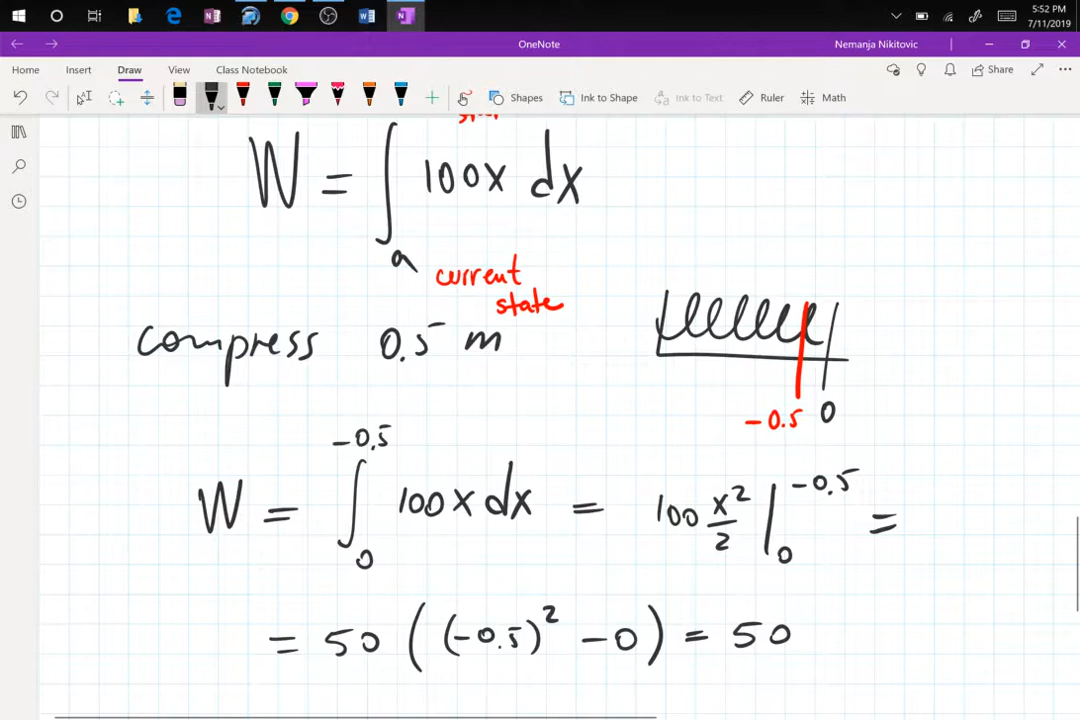 5:52 PM
7/11/2019
OneNote
Nemanja Nikitovic
Home Insert Draw View Class Notebook Share
Shapes Ink to Shape Ink to Text Ruler Math
W = ∫ₐ 100x dx
current
state
compress 0.5 m
-0.5 0
W = ∫₀^-0.5 100x dx = 100 x²/2 |₀^-0.5 =
= 50 ((-0.5)² - 0) = 50